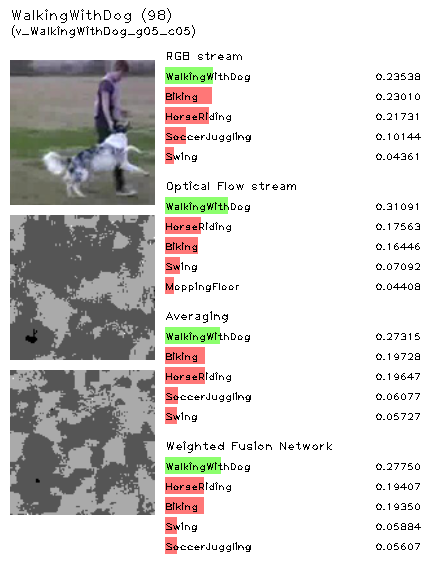 WalkingWithDog (98)
(v_WalkingWithDog_g05_c05)
RGB stream
WalkingWithDog 0.23538
Biking 0.23010
HorseRiding 0.21731
SoccerJuggling 0.10144
Swing 0.04361
Optical Flow stream
WalkingWithDog 0.31091
HorseRiding 0.17563
Biking 0.16446
Swing 0.07092
MoppingFloor 0.04408
Averaging
WalkingWithDog 0.27315
Biking 0.19728
HorseRiding 0.19647
SoccerJuggling 0.06077
Swing 0.05727
Weighted Fusion Network
WalkingWithDog 0.27750
HorseRiding 0.19407
Biking 0.19350
Swing 0.05884
SoccerJuggling 0.05607